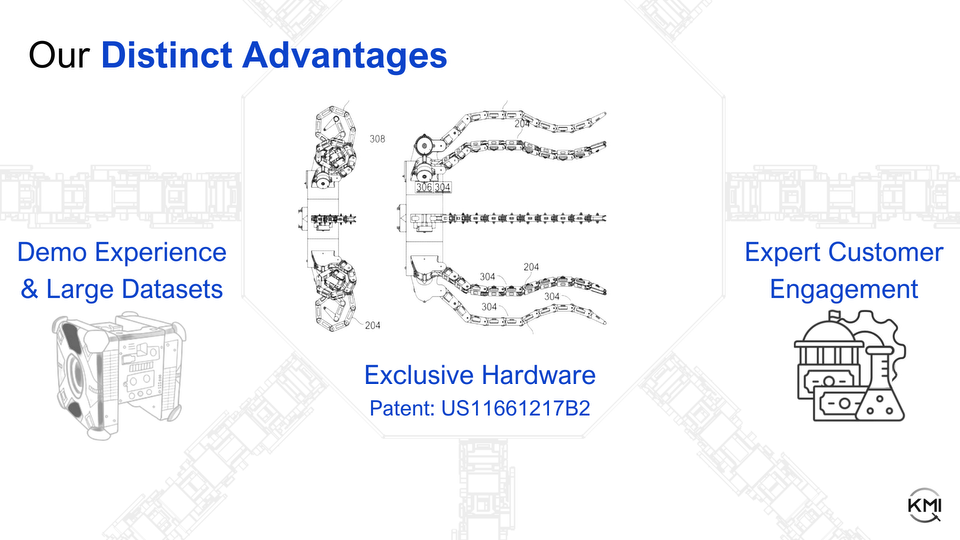 Our Distinct Advantages
308
20
306 304
304
204
304
304
204
Demo Experience
& Large Datasets
Expert Customer
Engagement
Exclusive Hardware
Patent: US11661217B2
KMI